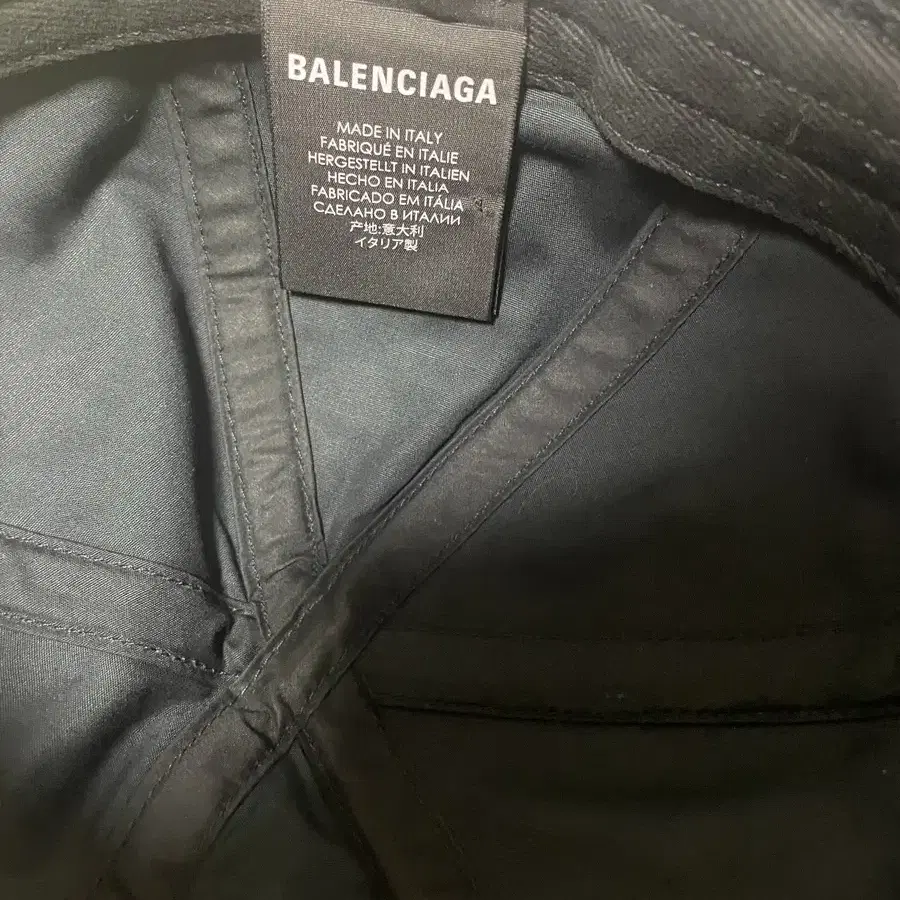 BALENCIAGA
MADE IN ITALY
FABRIQUÉ EN ITALIE
HERGESTELLT IN ITALIEN
HECHO EN ITALIA
FABRICADO EM ITÁLIA
СДЕЛАНО В ИТАЛИИ
产地:意大利
イタリア製